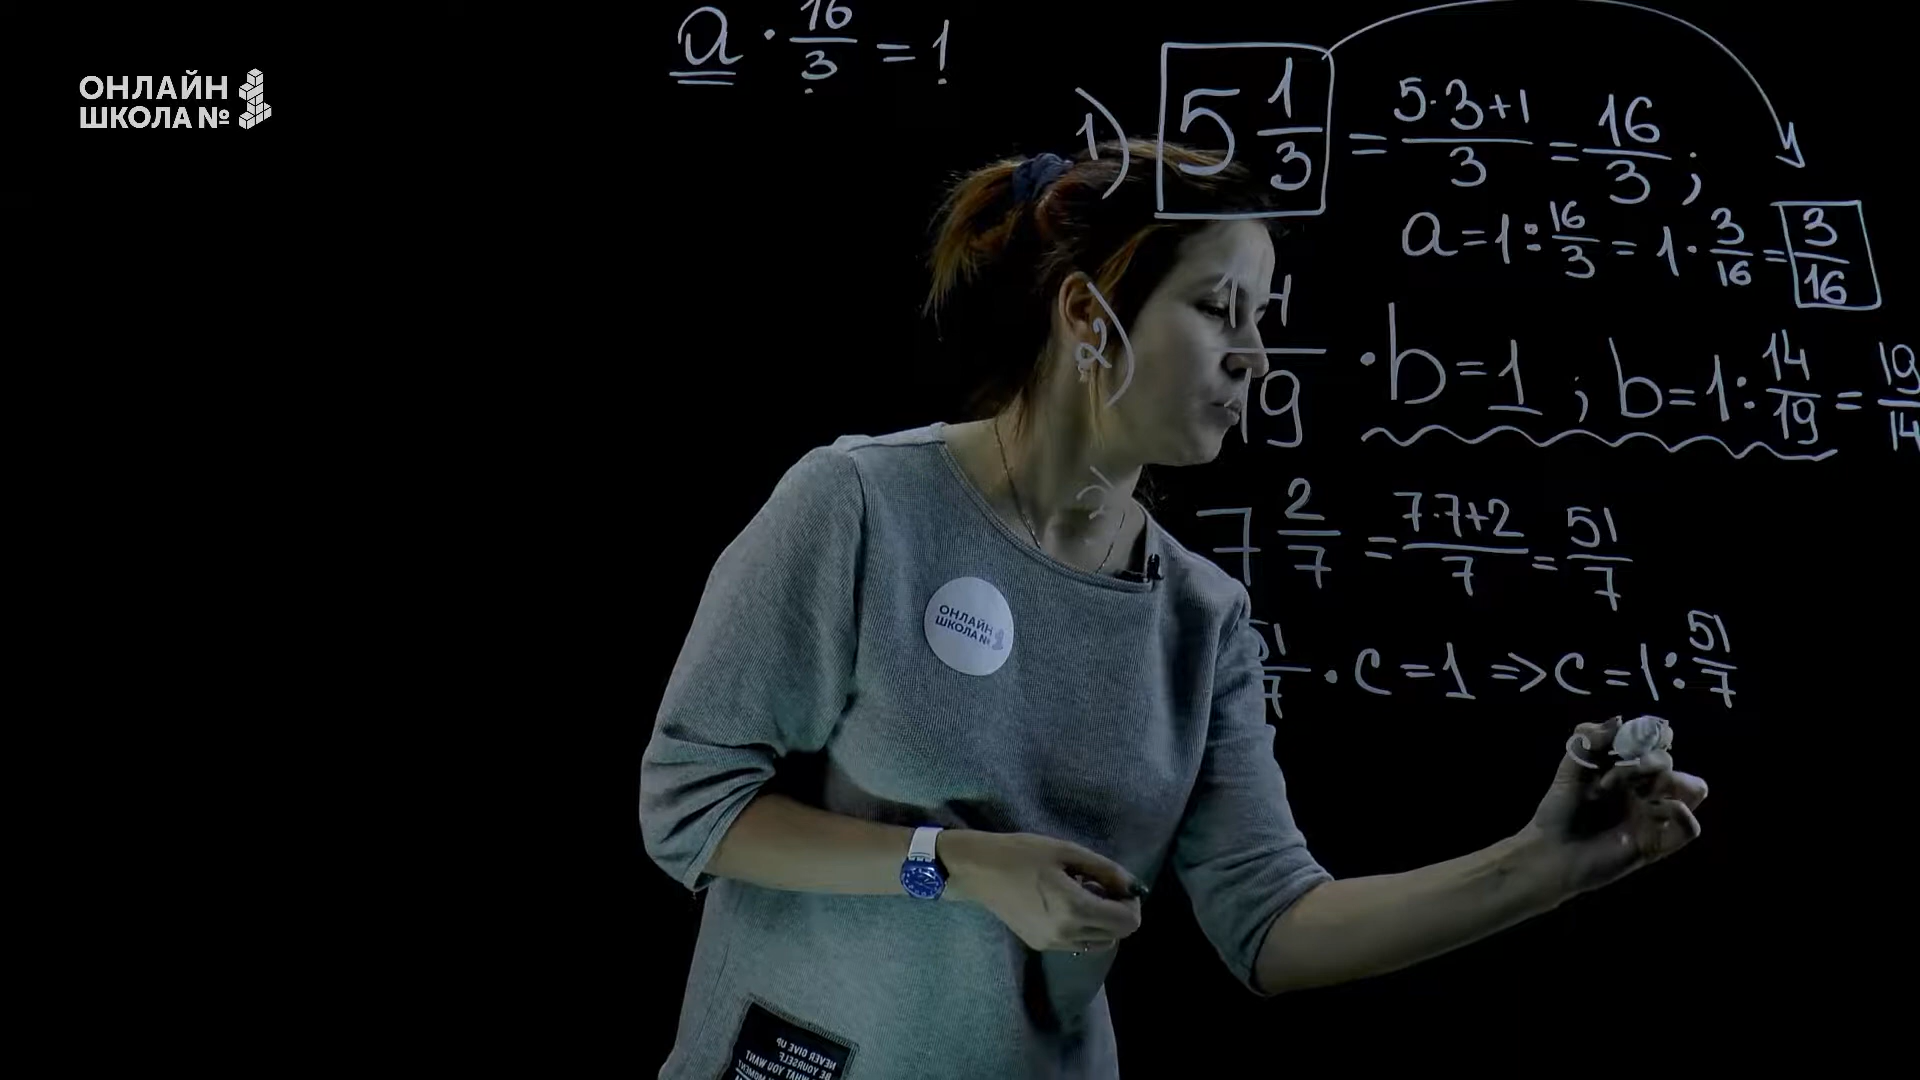 ОНЛАЙН
ШКОЛА №
a · 16/3 = 1
1) 5 1/3 = 5·3+1/3 = 16/3 ;
a = 1 : 16/3 = 1 · 3/16 = 3/16
2) 14/19 · b = 1 ; b = 1 : 14/19 = 19/14
7 2/7 = 7·7+2/7 = 51/7
51/7 · c = 1 => c = 1 : 51/7
c =
ОНЛАЙН
ШКОЛА №
NEVER GIVE UP
BE YOURSELF